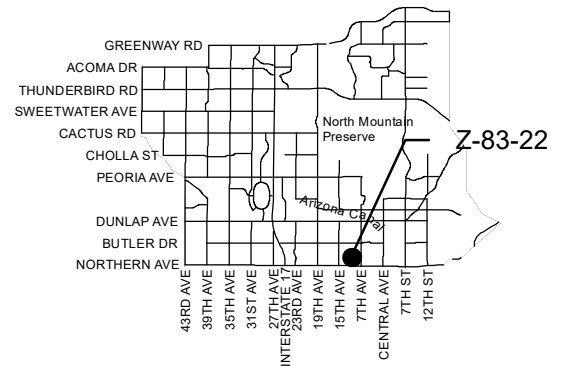 GREENWAY RD
ACOMA DR
THUNDERBIRD RD
SWEETWATER AVE
CACTUS RD
CHOLLA ST
PEORIA AVE
DUNLAP AVE
BUTLER DR
NORTHERN AVE
North Mountain
Preserve
Z-83-22
Arizona Canal
43RD AVE
39TH AVE
35TH AVE
31ST AVE
27TH AVE
INTERSTATE 17
23RD AVE
19TH AVE
15TH AVE
7TH AVE
CENTRAL AVE
7TH ST
12TH ST